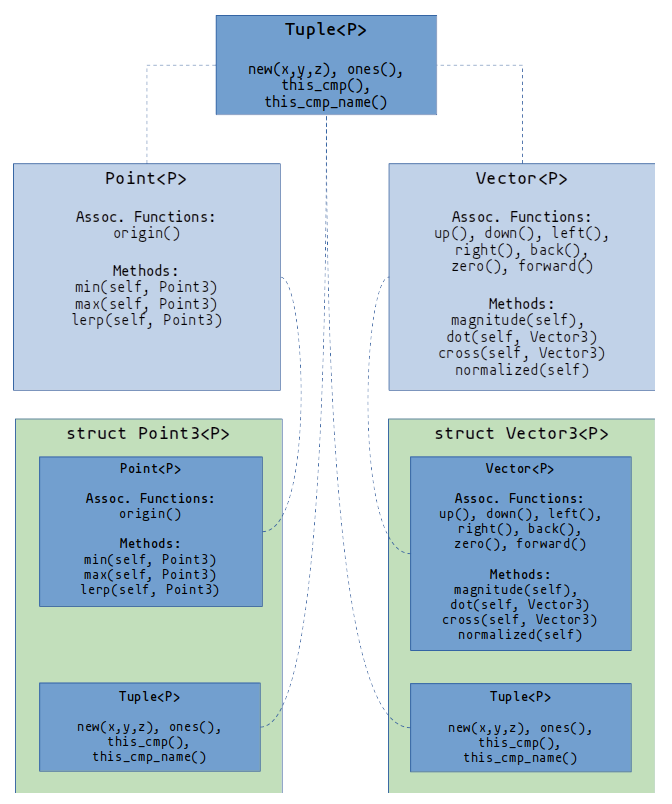 Tuple<P>
new(x,y,z), ones(),
this_cmp(),
this_cmp_name()
Point<P>
Assoc. Functions:
origin()
Methods:
min(self, Point3)
max(self, Point3)
lerp(self, Point3)
Vector<P>
Assoc. Functions:
up(), down(), left(),
right(), back(),
zero(), forward()
Methods:
magnitude(self),
dot(self, Vector3)
cross(self, Vector3)
normalized(self)
struct Point3<P>
Point<P>
Assoc. Functions:
origin()
Methods:
min(self, Point3)
max(self, Point3)
lerp(self, Point3)
Tuple<P>
new(x,y,z), ones(),
this_cmp(),
this_cmp_name()
struct Vector3<P>
Vector<P>
Assoc. Functions:
up(), down(), left(),
right(), back(),
zero(), forward()
Methods:
magnitude(self),
dot(self, Vector3)
cross(self, Vector3)
normalized(self)
Tuple<P>
new(x,y,z), ones(),
this_cmp(),
this_cmp_name()